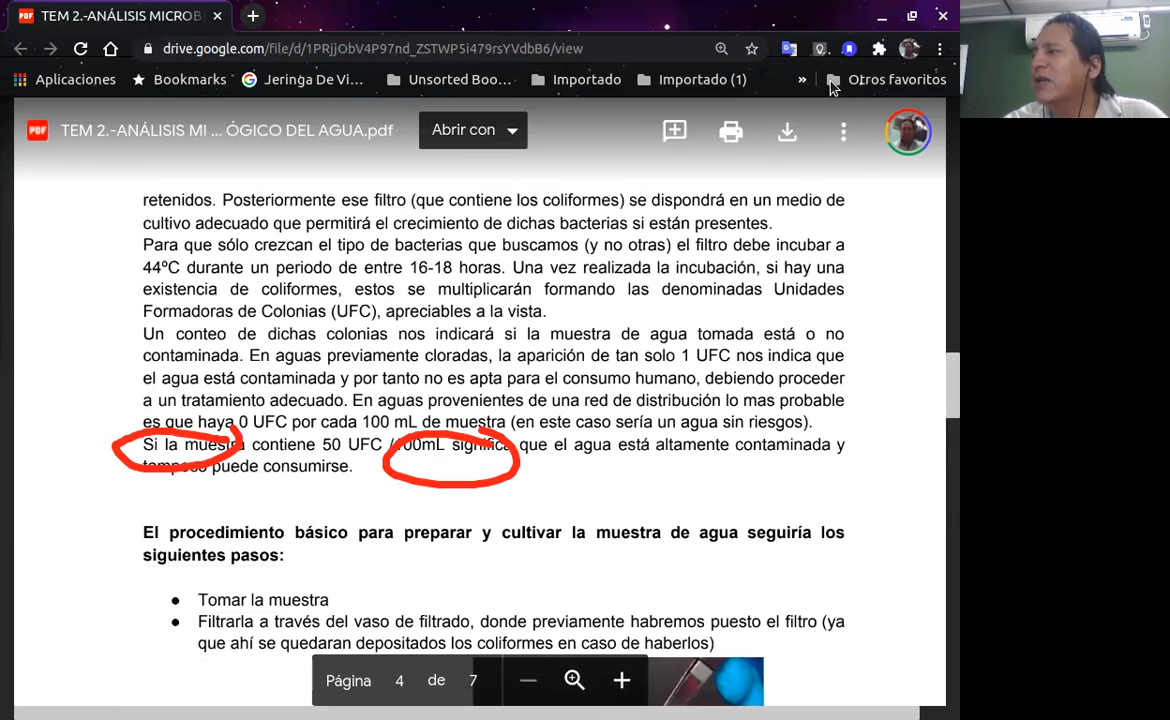 TEM 2.-ANÁLISIS MICROB
drive.google.com/file/d/1PRjjObV4P97nd_ZSTWPSi479rsYVdbB6/view
Aplicaciones Bookmarks Jeringa De Vi... Unsorted Boo... Importado Importado (1) » Otros favoritos
PDF TEM 2.-ANÁLISIS MI ... ÓGICO DEL AGUA.pdf Abrir con
retenidos. Posteriormente ese filtro (que contiene los coliformes) se dispondrá en un medio de
cultivo adecuado que permitirá el crecimiento de dichas bacterias si están presentes.
Para que sólo crezcan el tipo de bacterias que buscamos (y no otras) el filtro debe incubar a
44ºC durante un periodo de entre 16-18 horas. Una vez realizada la incubación, si hay una
existencia de coliformes, estos se multiplicarán formando las denominadas Unidades
Formadoras de Colonias (UFC), apreciables a la vista.
Un conteo de dichas colonias nos indicará si la muestra de agua tomada está o no
contaminada. En aguas previamente cloradas, la aparición de tan solo 1 UFC nos indica que
el agua está contaminada y por tanto no es apta para el consumo humano, debiendo proceder
a un tratamiento adecuado. En aguas provenientes de una red de distribución lo mas probable
es que haya 0 UFC por cada 100 mL de muestra (en este caso sería un agua sin riesgos).
Si la muestra contiene 50 UFC /100mL significa que el agua está altamente contaminada y
tampoco puede consumirse.
El procedimiento básico para preparar y cultivar la muestra de agua seguiría los
siguientes pasos:
● Tomar la muestra
● Filtrarla a través del vaso de filtrado, donde previamente habremos puesto el filtro (ya
que ahí se quedaran depositados los coliformes en caso de haberlos)
Página 4 de 7